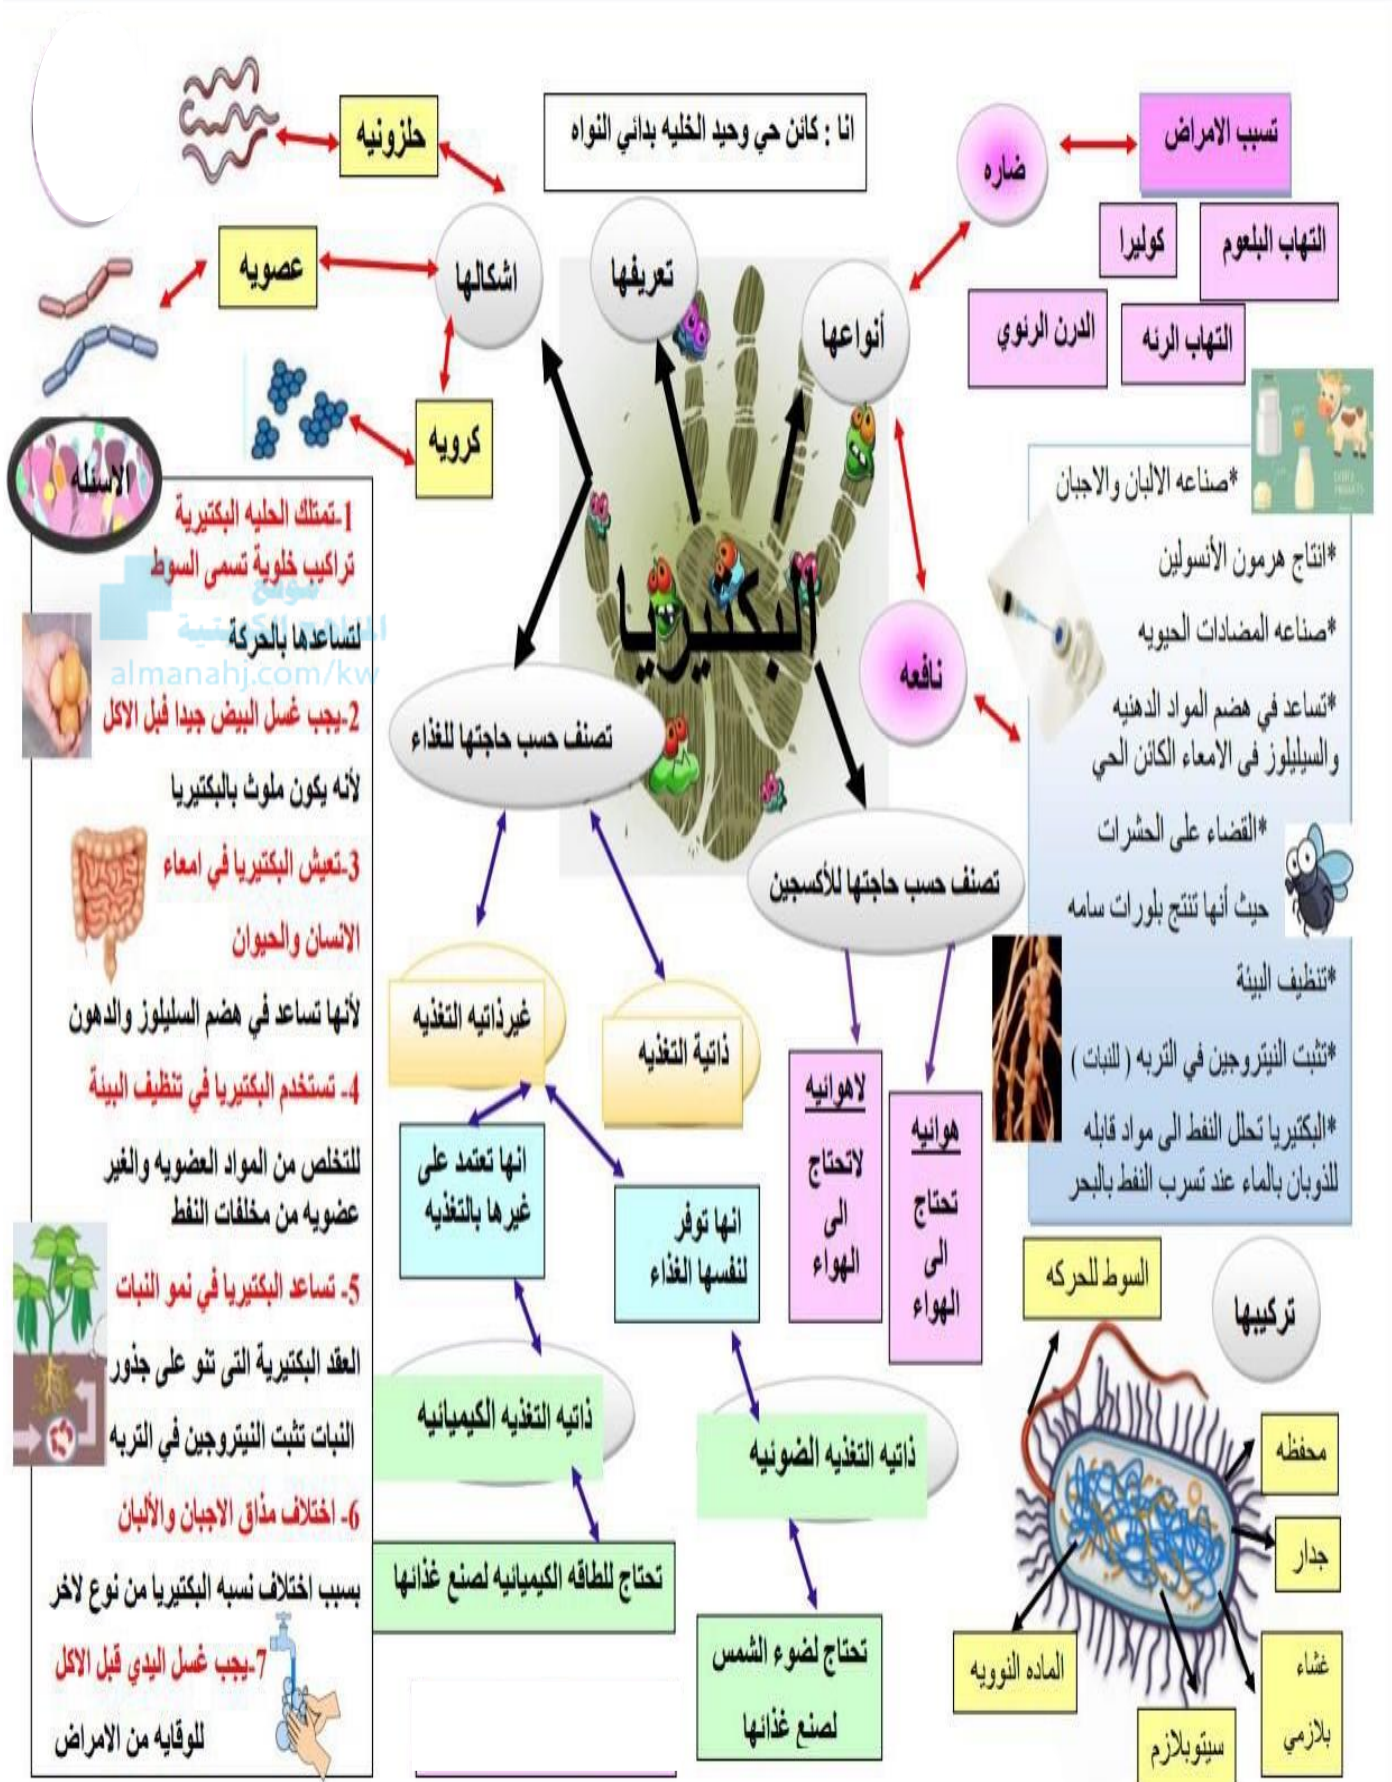 انا : كائن حي وحيد الخليه بدائي النواه
تعريفها
اشكالها
حلزونيه
عصويه
كرويه
أنواعها
ضاره
تسبب الامراض
التهاب البلعوم
كوليرا
التهاب الرئه
الدرن الرئوي
نافعه
*صناعه الالبان والاجبان
*انتاج هرمون الأنسولين
*صناعه المضادات الحيويه
*تساعد في هضم المواد الدهنيه
والسيليلوز فى الامعاء الكائن الحي
*القضاء على الحشرات
حيث أنها تنتج بلورات سامه
*تنظيف البيئة
*تثبت النيتروجين في التربه ( للنبات )
*البكتيريا تحلل النفط الى مواد قابله
للذوبان بالماء عند تسرب النفط بالبحر
البكتيريا
تصنف حسب حاجتها للغذاء
تصنف حسب حاجتها للأكسجين
غيرذاتيه التغذيه
ذاتية التغذيه
لاهوائيه
لاتحتاج
الى
الهواء
هوائيه
تحتاج
الى
الهواء
انها تعتمد على
غيرها بالتغذيه
انها توفر
لنفسها الغذاء
ذاتيه التغذيه الكيميائيه
ذاتيه التغذيه الضوئيه
تحتاج للطاقه الكيميائيه لصنع غذائها
تحتاج لضوء الشمس
لصنع غذائها
تركيبها
السوط للحركه
محفظه
جدار
غشاء
بلازمي
سيتوبلازم
الماده النوويه
الاسئله
1-تمتلك الخليه البكتيرية
تراكيب خلوية تسمى السوط
لتساعدها بالحركة
2-يجب غسل البيض جيدا قبل الاكل
لأنه يكون ملوث بالبكتيريا
3-تعيش البكتيريا في امعاء
الانسان والحيوان
لأنها تساعد في هضم السليلوز والدهون
4- تستخدم البكتيريا في تنظيف البيئة
للتخلص من المواد العضويه والغير
عضويه من مخلفات النفط
5- تساعد البكتيريا في نمو النبات
العقد البكتيرية التى تنو على جذور
النبات تثبت النيتروجين في التربه
6- اختلاف مذاق الاجبان والألبان
بسبب اختلاف نسبه البكتيريا من نوع لاخر
7-يجب غسل اليدي قبل الاكل
للوقايه من الامراض
موقع
المناهج الكويتية
almanahj.com/kw